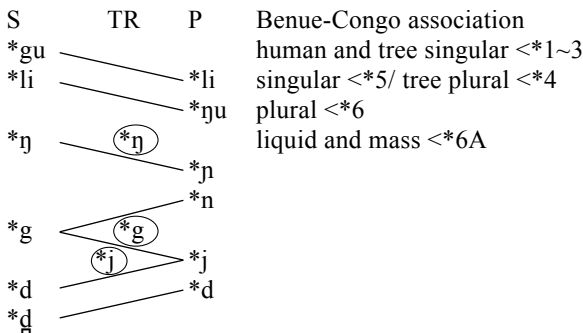 S TR P Benue-Congo association
*gu human and tree singular <*1~3
*li *li singular <*5/ tree plural <*4
*ŋu plural <*6
*ŋ *ŋ liquid and mass <*6A
*ɲ
*n
*g *g
*j *j
*d *d
*d̪